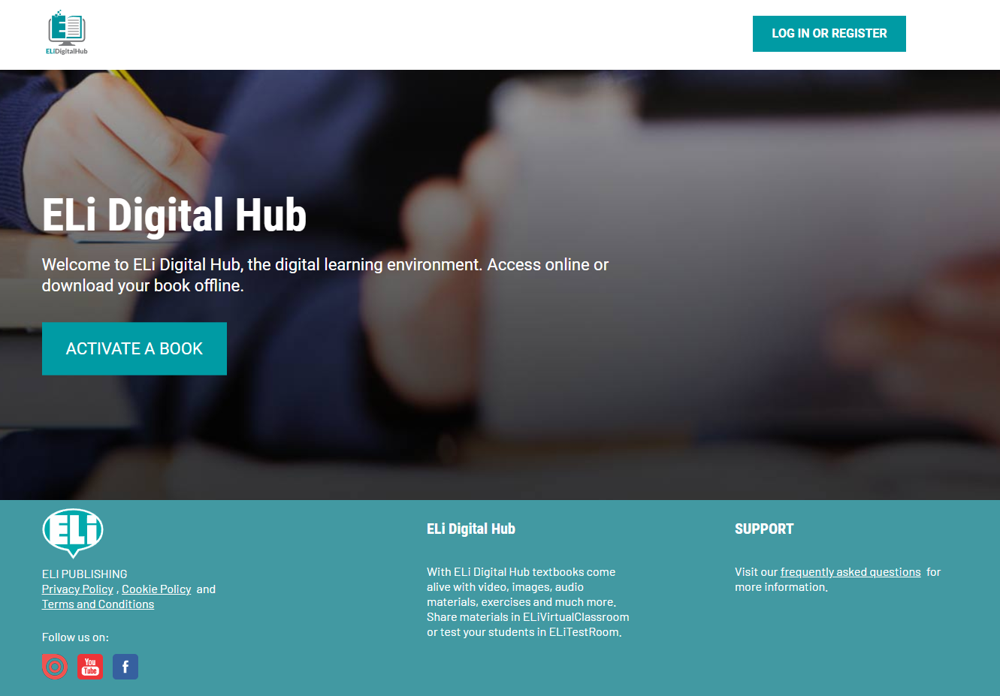 ELiDigitalHub
LOG IN OR REGISTER
ELi Digital Hub
Welcome to ELi Digital Hub, the digital learning environment. Access online or
download your book offline.
ACTIVATE A BOOK
ELi
ELI PUBLISHING
Privacy Policy , Cookie Policy and
Terms and Conditions
Follow us on:
You
Tube
f
ELi Digital Hub
With ELi Digital Hub textbooks come
alive with video, images, audio
materials, exercises and much more.
Share materials in ELiVirtualClassroom
or test your students in ELiTestRoom.
SUPPORT
Visit our frequently asked questions for
more information.